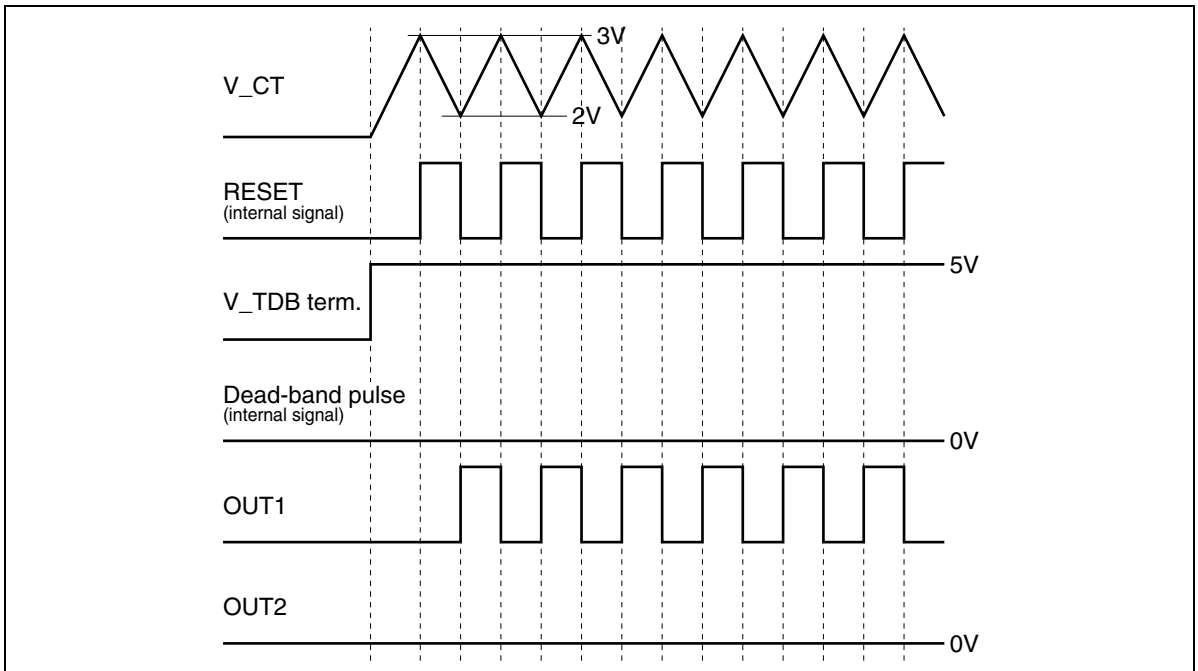 3V
V_CT
2V
RESET
(internal signal)
5V
V_TDB term.
Dead-band pulse
(internal signal)
0V
OUT1
OUT2
0V